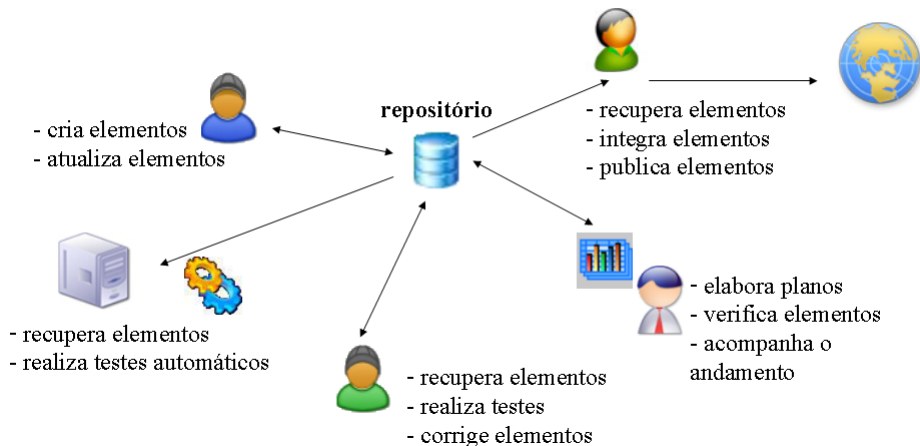 repositório
- recupera elementos
- integra elementos
- publica elementos
- cria elementos
- atualiza elementos
- elabora planos
- verifica elementos
- acompanha o
andamento
- recupera elementos
- realiza testes automáticos
- recupera elementos
- realiza testes
- corrige elementos